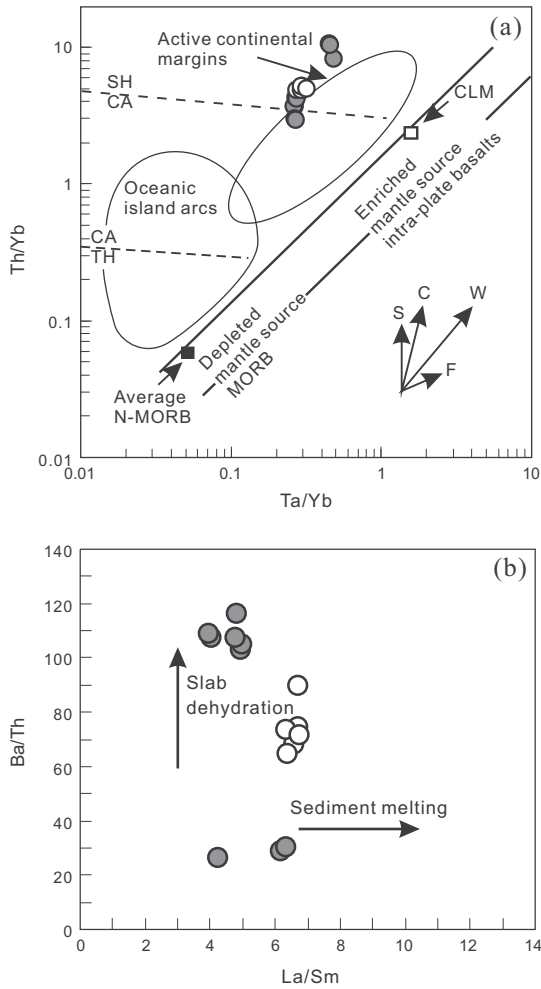 (a)
10
1
0.1
0.01
Th/Yb
Active continental
margins
SH
CA
CLM
Oceanic
island arcs
CA
TH
Enriched
mantle source
intra-plate basalts
Depleted
mantle source
MORB
S
C
W
F
Average
N-MORB
0.01
0.1
1
10
Ta/Yb
(b)
140
120
100
80
60
40
20
0
Ba/Th
Slab
dehydration
Sediment melting
0
2
4
6
8
10
12
14
La/Sm